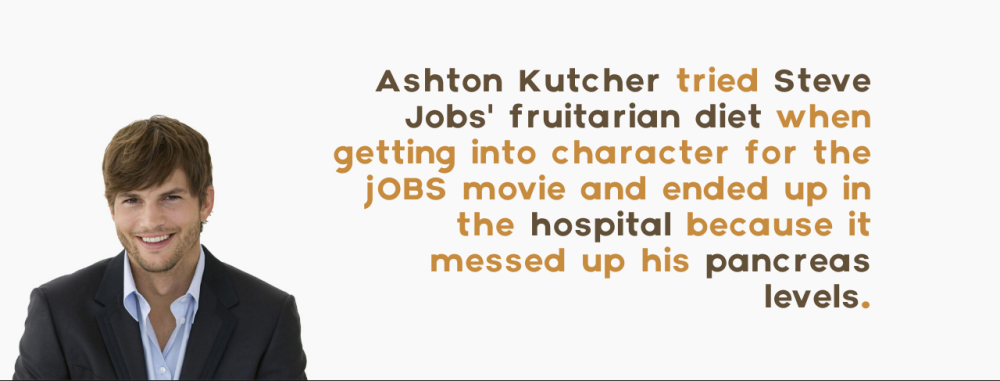 Ashton Kutcher tried Steve
Jobs' fruitarian diet when
getting into character for the
jOBS movie and ended up in
the hospital because it
messed up his pancreas
levels.